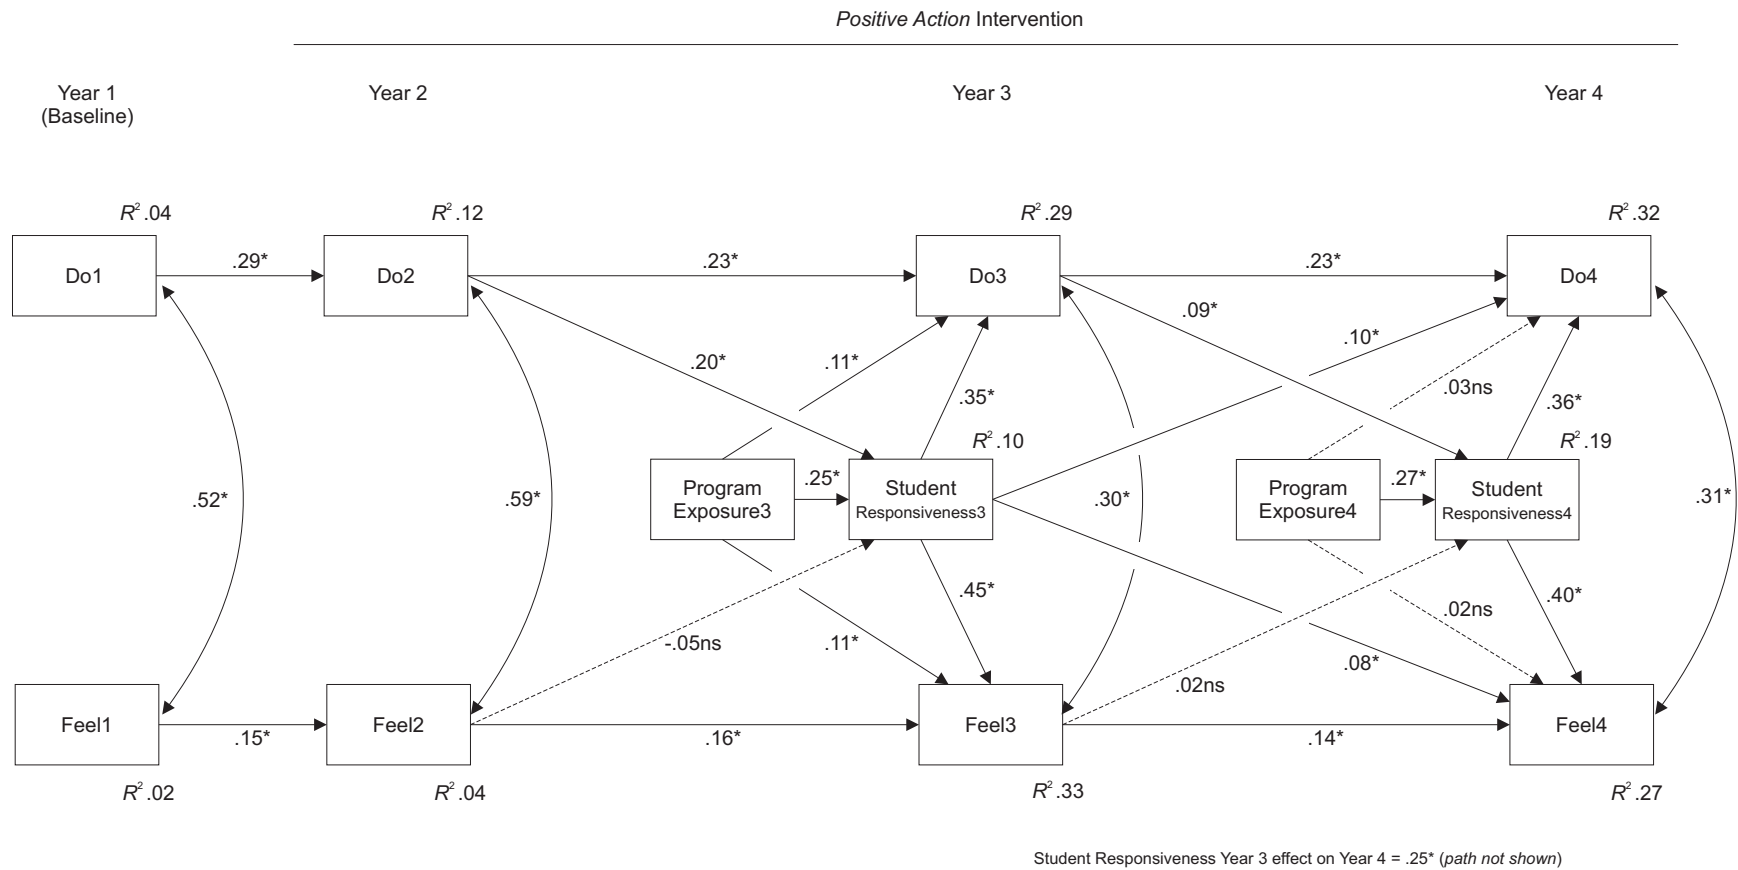 Positive Action Intervention
Year 1
(Baseline)
Year 2
Year 3
Year 4
R² .04
R² .12
R² .29
R² .32
Do1
.29*
Do2
.23*
Do3
.23*
Do4
.09*
.20*
.11*
.10*
.35*
.03ns
.36*
R² .10
R² .19
.52*
.59*
Program
Exposure3
.25*
Student
Responsiveness3
.30*
Program
Exposure4
.27*
Student
Responsiveness4
.31*
.45*
.40*
-.05ns
.11*
.02ns
.08*
.02ns
Feel1
.15*
Feel2
.16*
Feel3
.14*
Feel4
R² .02
R² .04
R² .33
R² .27
Student Responsiveness Year 3 effect on Year 4 = .25* (path not shown)